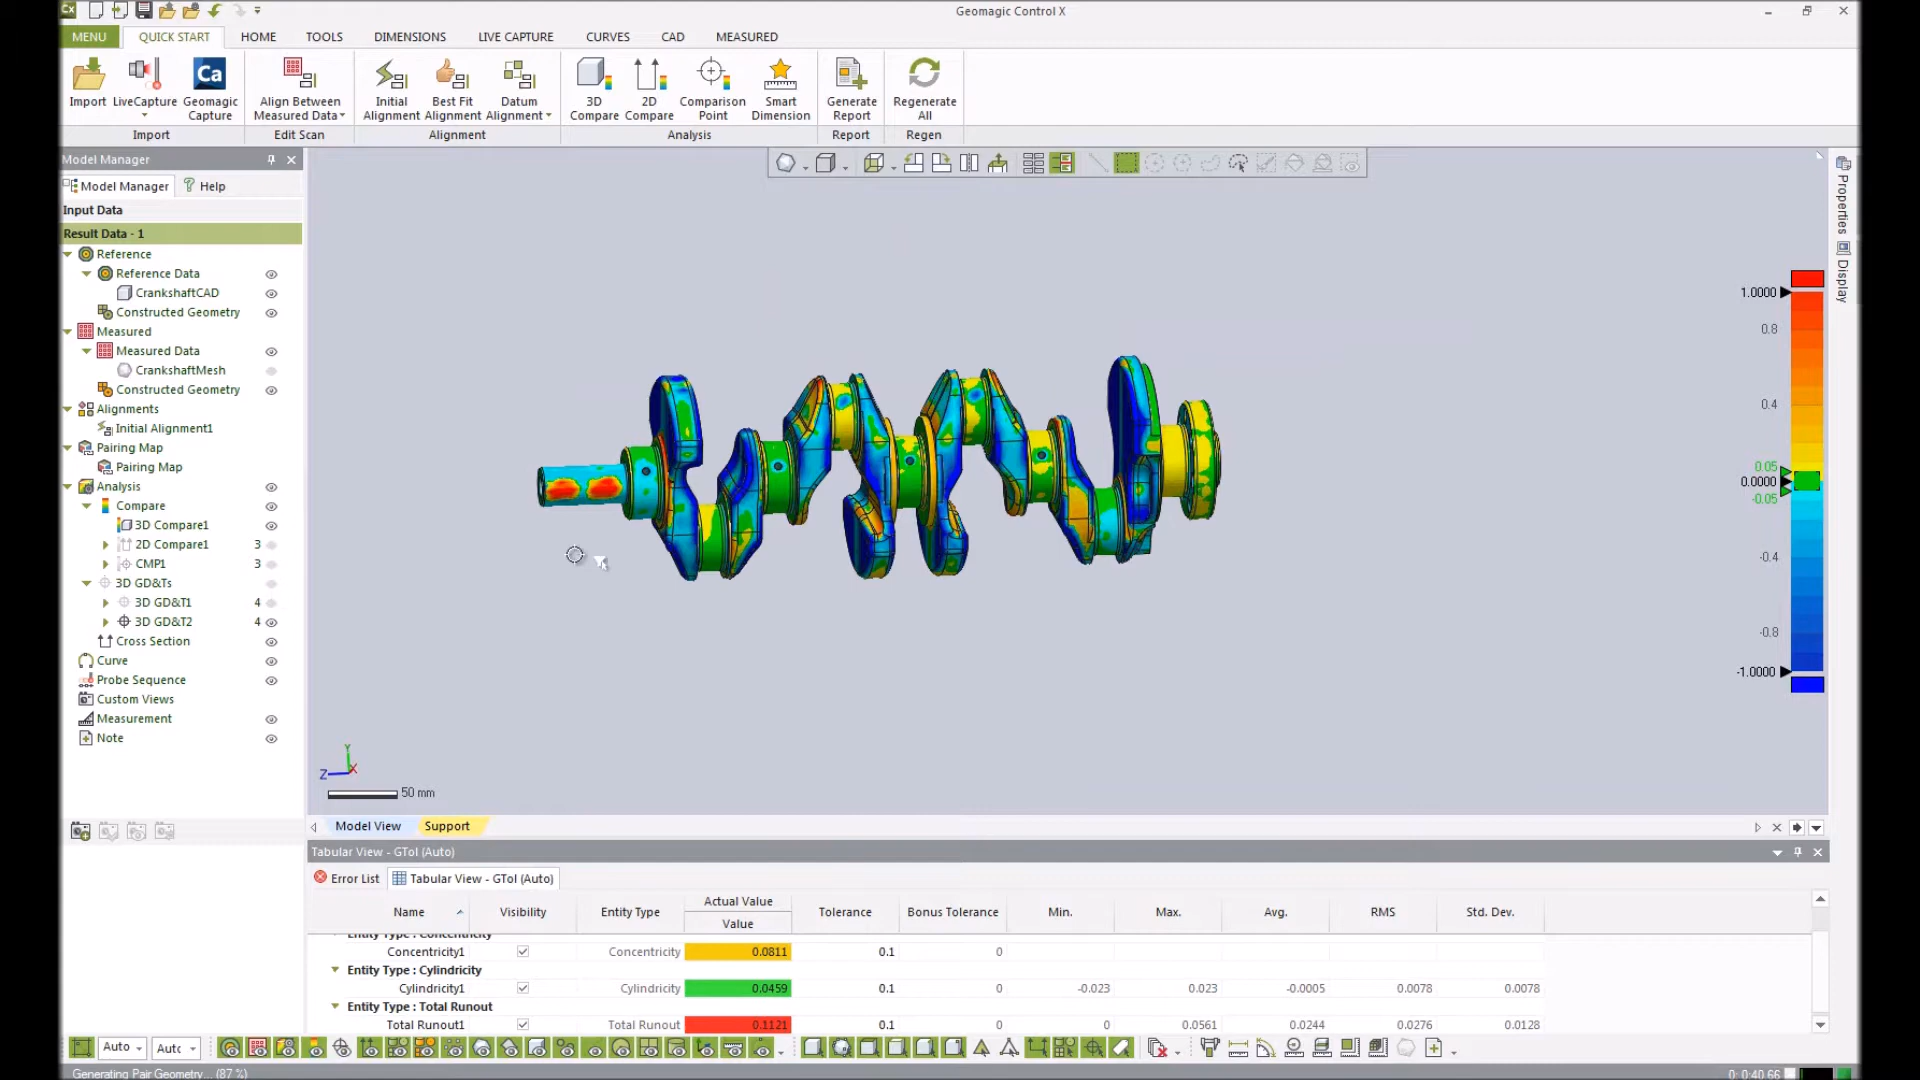 Cx
Geomagic Control X
MENU QUICK START HOME TOOLS DIMENSIONS LIVE CAPTURE CURVES CAD MEASURED
Import LiveCapture Geomagic Capture
Ca
Align Between Measured Data
Initial Alignment Best Fit Alignment Datum Alignment
3D Compare 2D Compare Comparison Point Smart Dimension
Generate Report Regenerate All
Import Edit Scan Alignment Analysis Report Regen
Model Manager
Model Manager Help
Input Data
Result Data - 1
Reference
Reference Data
CrankshaftCAD
Constructed Geometry
Measured
Measured Data
CrankshaftMesh
Constructed Geometry
Alignments
Initial Alignment1
Pairing Map
Pairing Map
Analysis
Compare
3D Compare1
2D Compare1 3
CMP1 3
3D GD&Ts
3D GD&T1 4
3D GD&T2 4
Cross Section
Curve
Probe Sequence
Custom Views
Measurement
Note
Properties
Display
1.0000
0.8
0.4
0.05
0.0000
-0.05
-0.4
-0.8
-1.0000
Y
Z X
50 mm
Model View Support
Tabular View - GTol (Auto)
Error List Tabular View - GTol (Auto)
Name Visibility Entity Type Actual Value Tolerance Bonus Tolerance Min. Max. Avg. RMS Std. Dev.
Value
Entity Type : Concentricity
Concentricity1 Concentricity 0.0811 0.1 0
Entity Type : Cylindricity
Cylindricity1 Cylindricity 0.0459 0.1 0 -0.023 0.023 -0.0005 0.0078 0.0078
Entity Type : Total Runout
Total Runout1 Total Runout 0.1121 0.1 0 0 0.0561 0.0244 0.0276 0.0128
Auto Auto
Generating Pair Geometry... (87 %) 0: 0:40.66